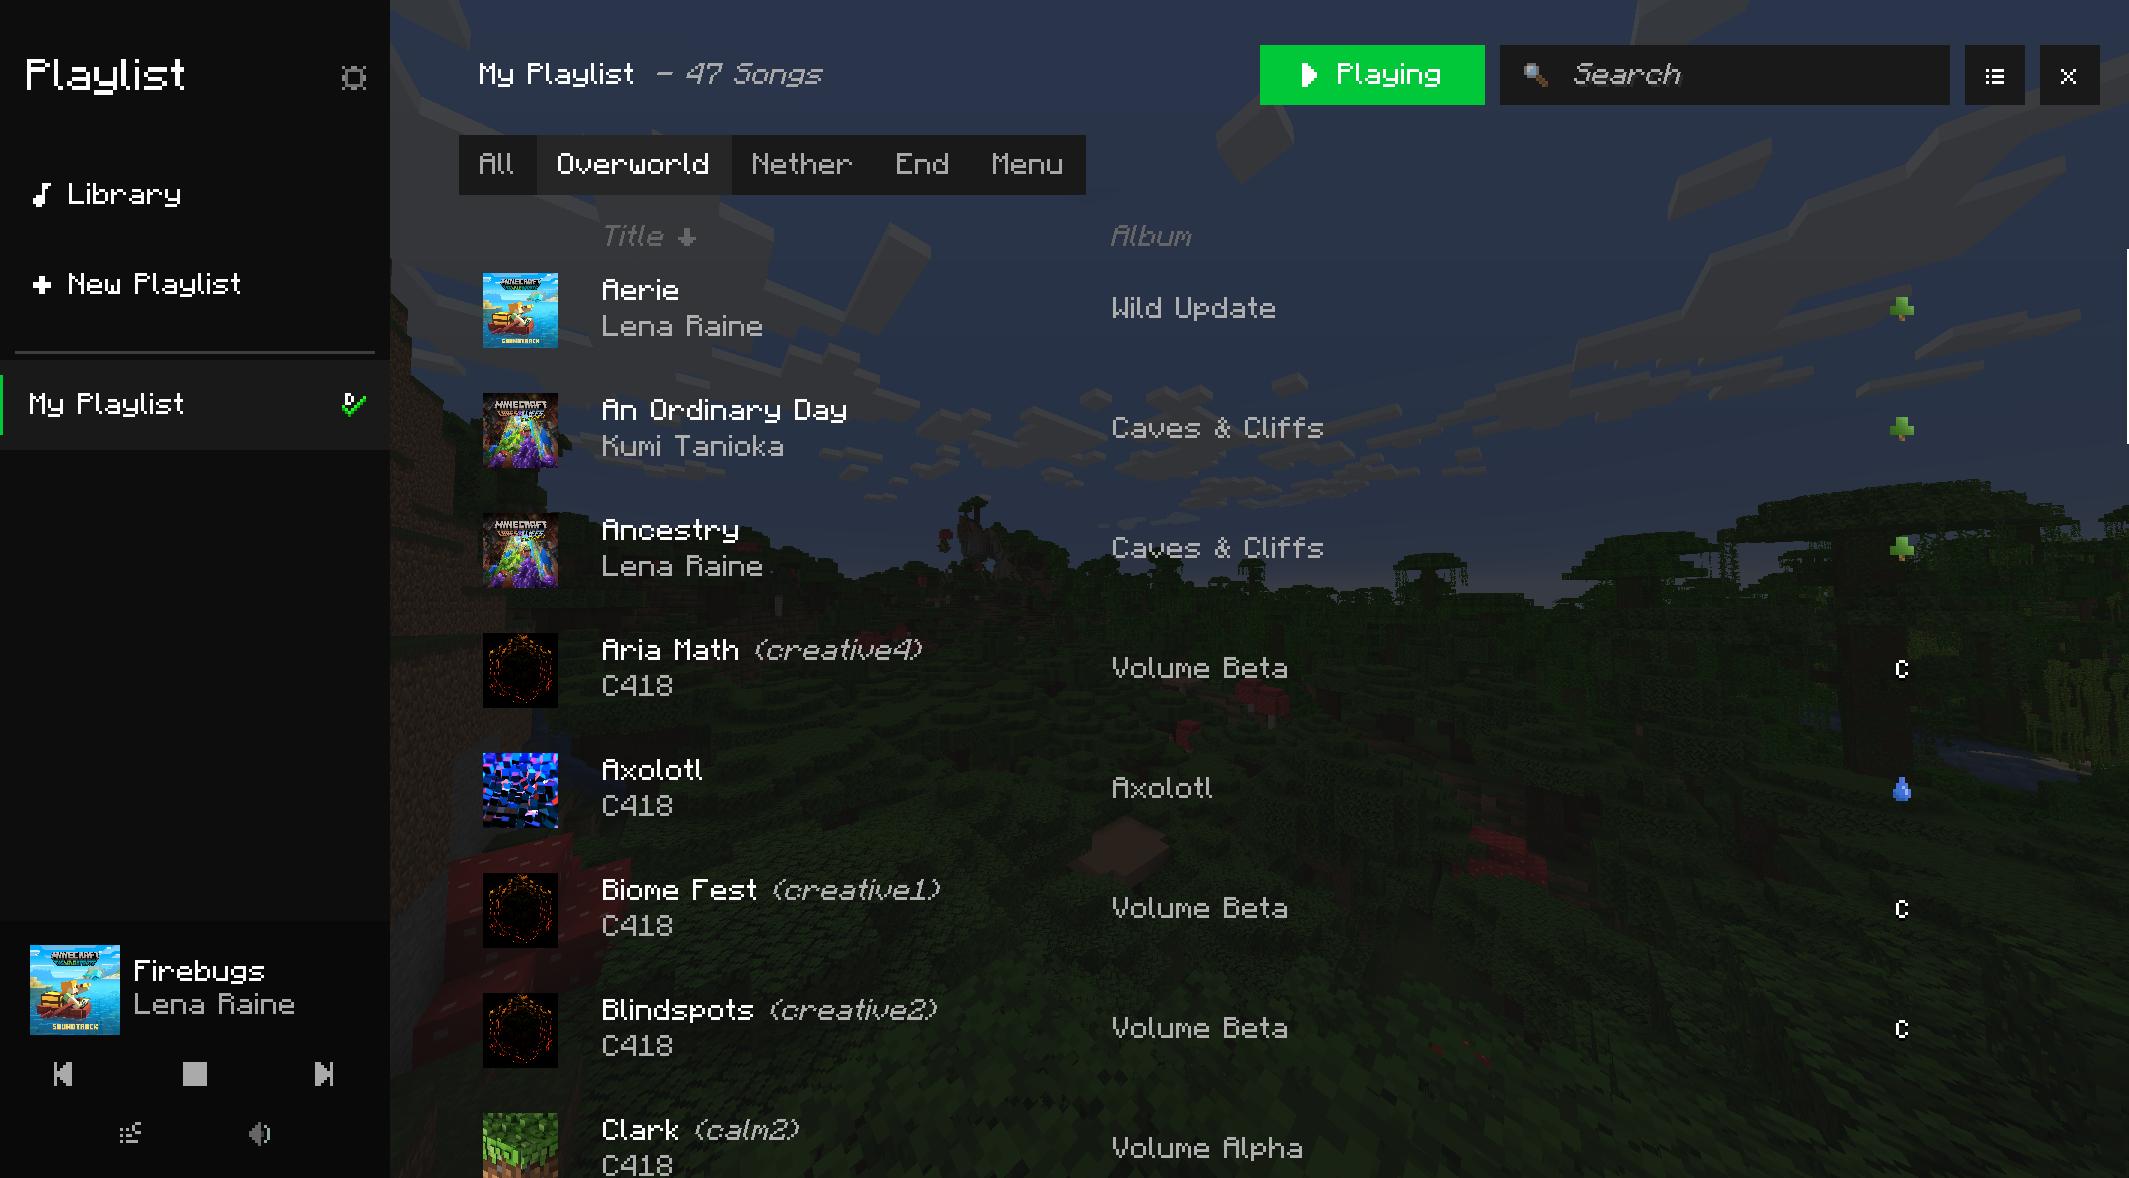 Playlist
Library
New Playlist
My Playlist
Firebugs
Lena Raine
My Playlist - 47 Songs
Playing
Search
All Overworld Nether End Menu
Title Album
Aerie
Lena Raine
Wild Update
An Ordinary Day
Kumi Tanioka
Caves & Cliffs
Ancestry
Lena Raine
Caves & Cliffs
Aria Math (creative4)
C418
Volume Beta
C
Axolotl
C418
Axolotl
Biome Fest (creative1)
C418
Volume Beta
C
Blindspots (creative2)
C418
Volume Beta
C
Clark (calm2)
C418
Volume Alpha
MINECRAFT
SOUNDTRACK